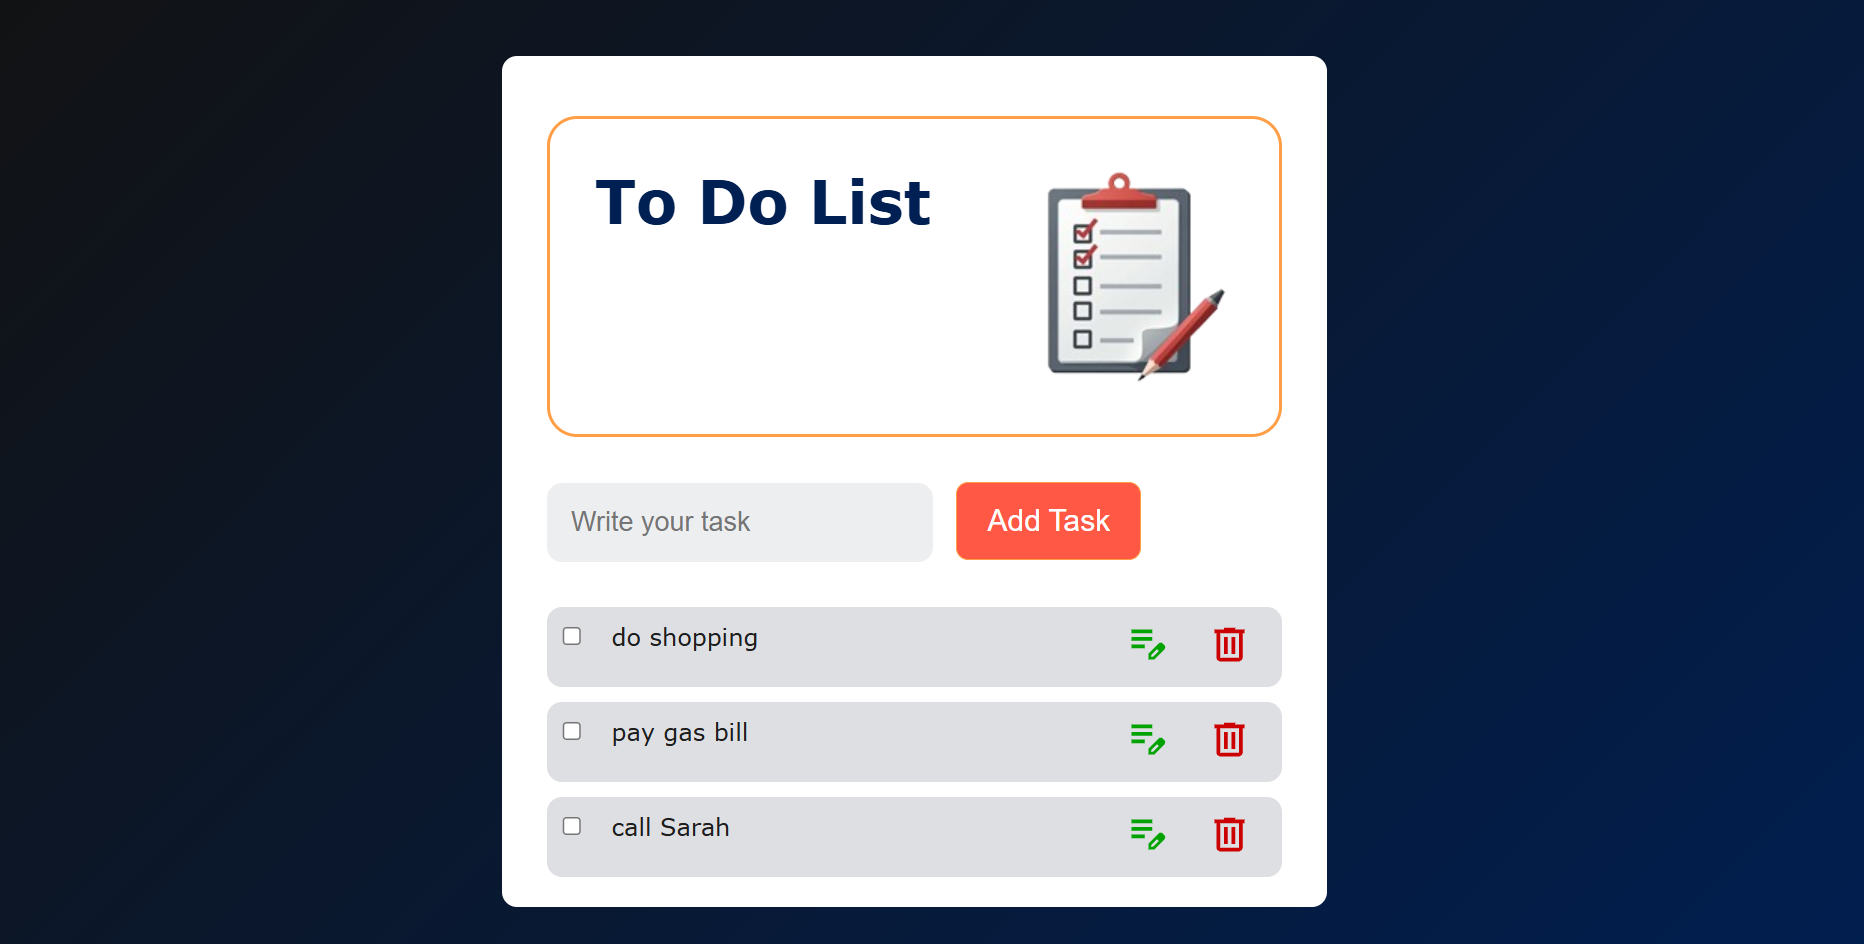 To Do List
Write your task
Add Task
do shopping
pay gas bill
call Sarah